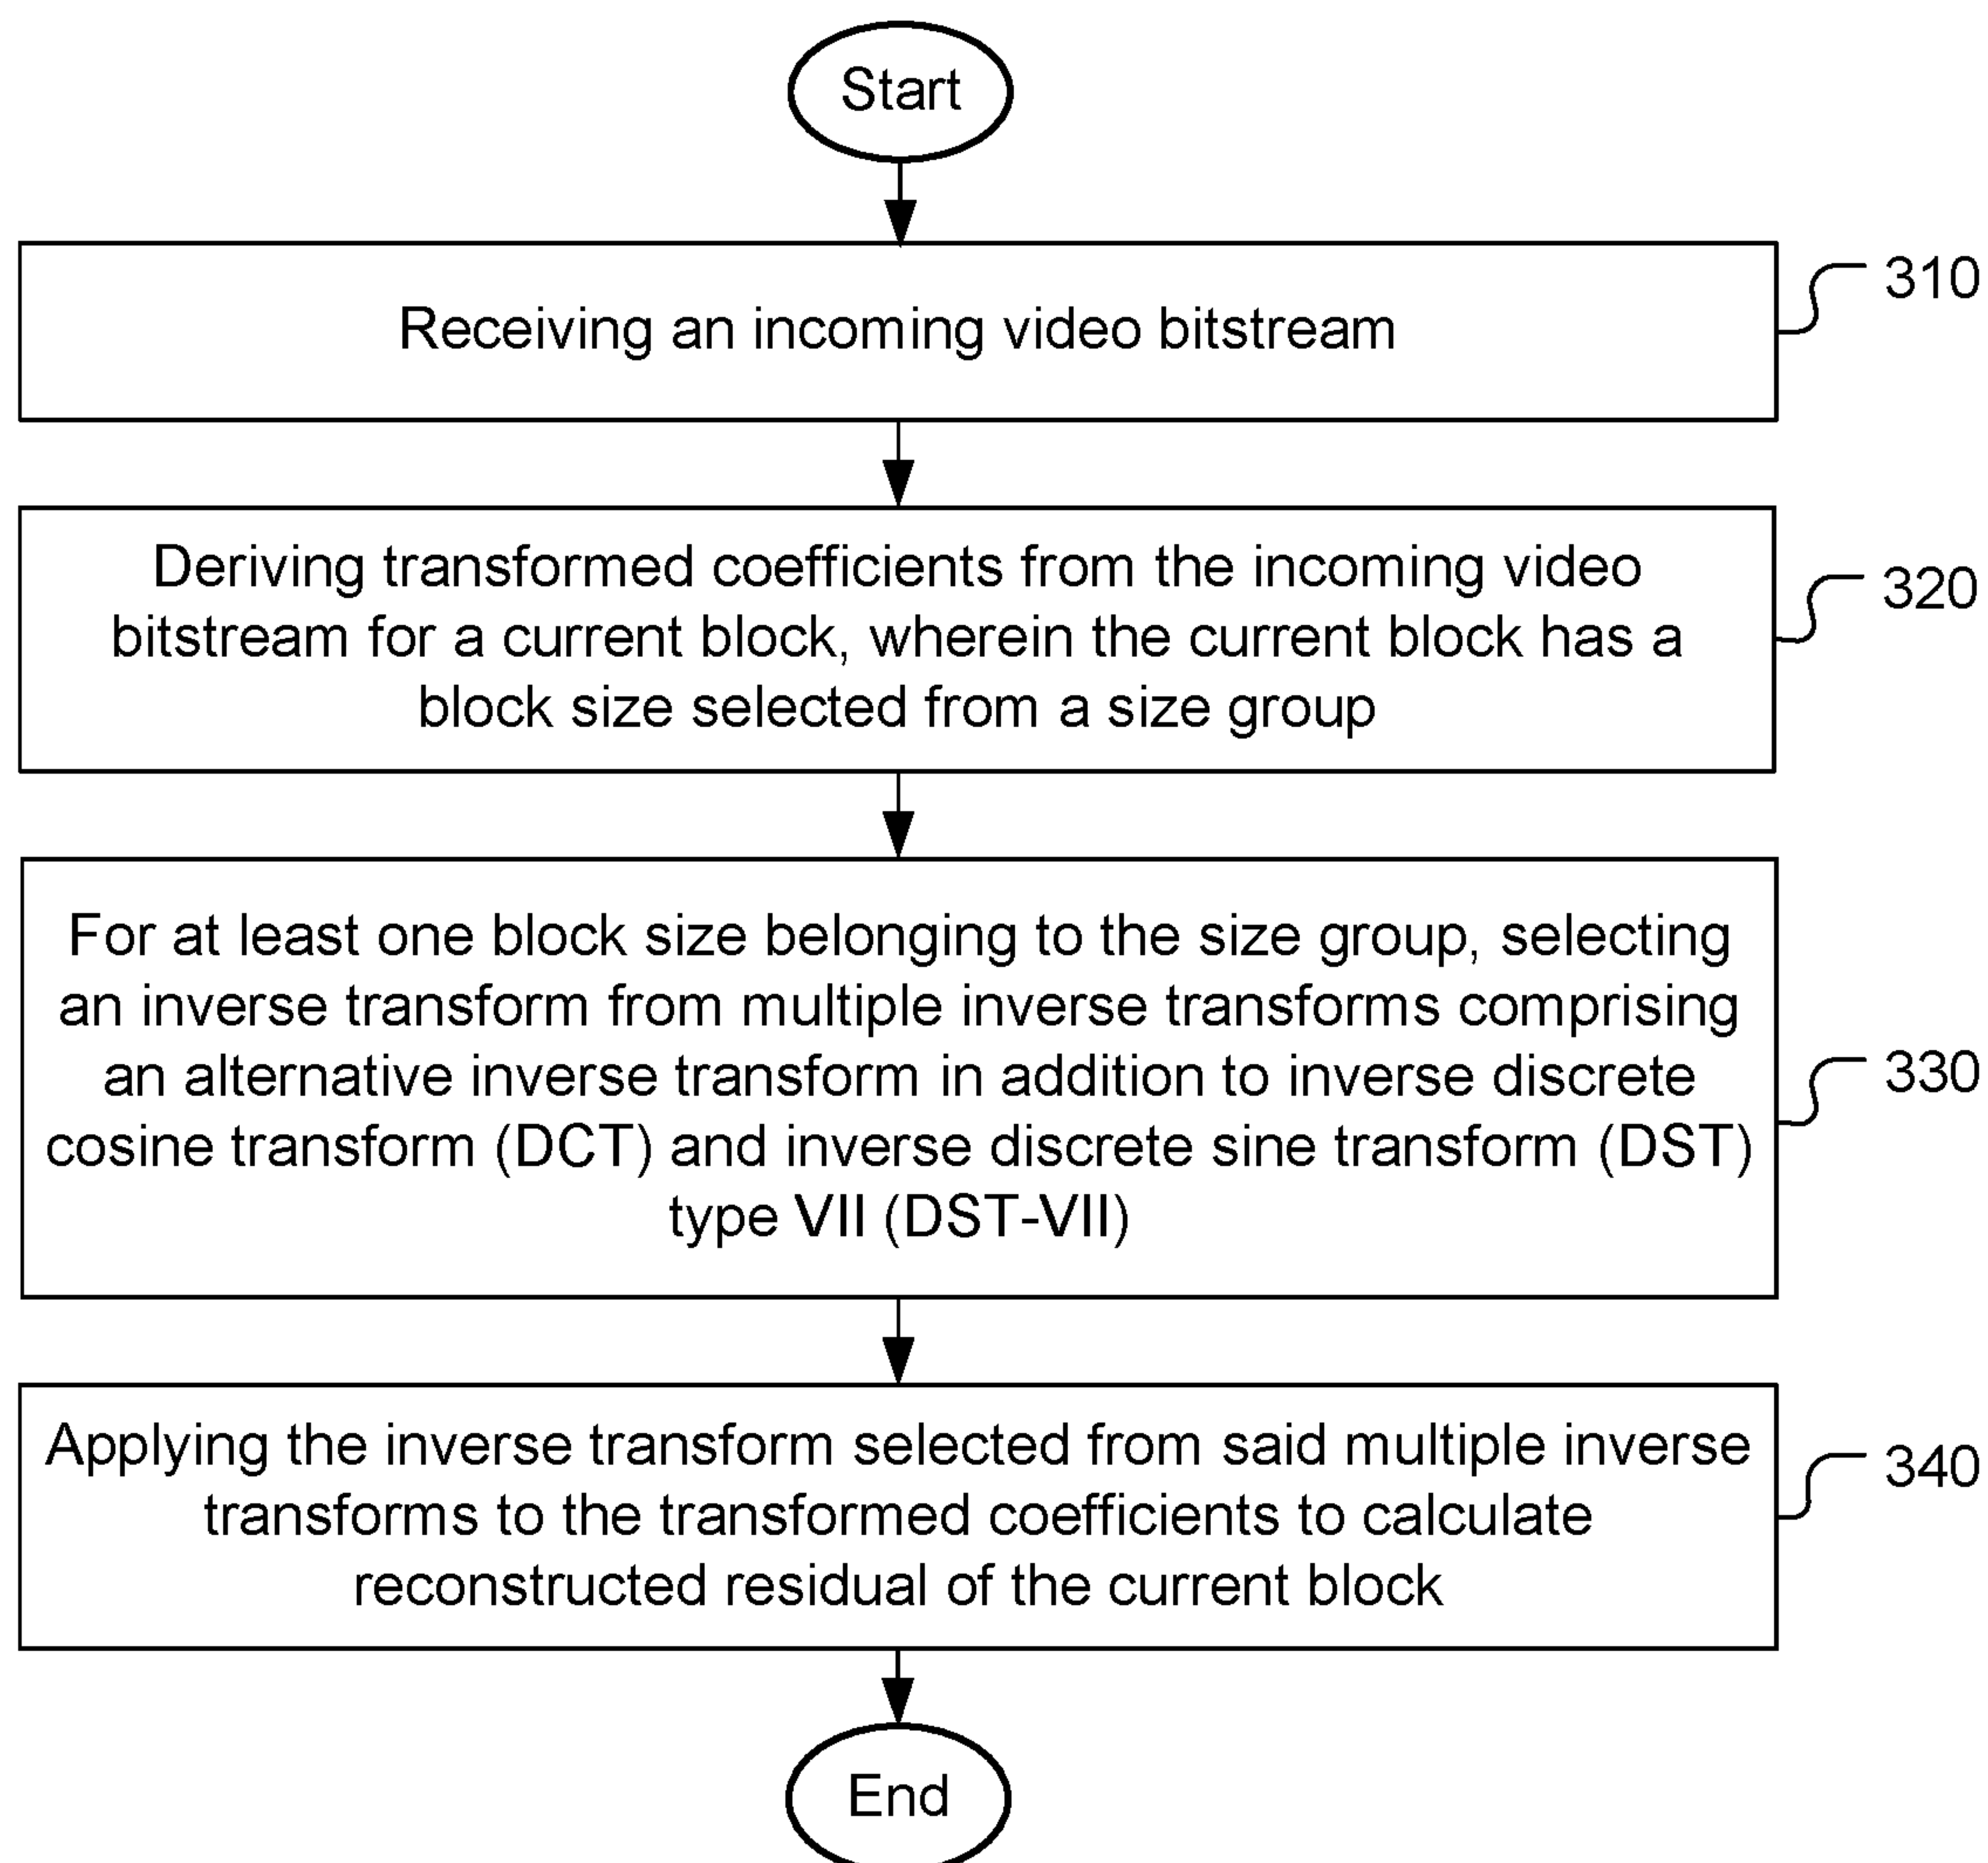 Start
Receiving an incoming video bitstream
310
Deriving transformed coefficients from the incoming video
bitstream for a current block, wherein the current block has a
block size selected from a size group
320
For at least one block size belonging to the size group, selecting
an inverse transform from multiple inverse transforms comprising
an alternative inverse transform in addition to inverse discrete
cosine transform (DCT) and inverse discrete sine transform (DST)
type VII (DST-VII)
330
Applying the inverse transform selected from said multiple inverse
transforms to the transformed coefficients to calculate
reconstructed residual of the current block
340
End